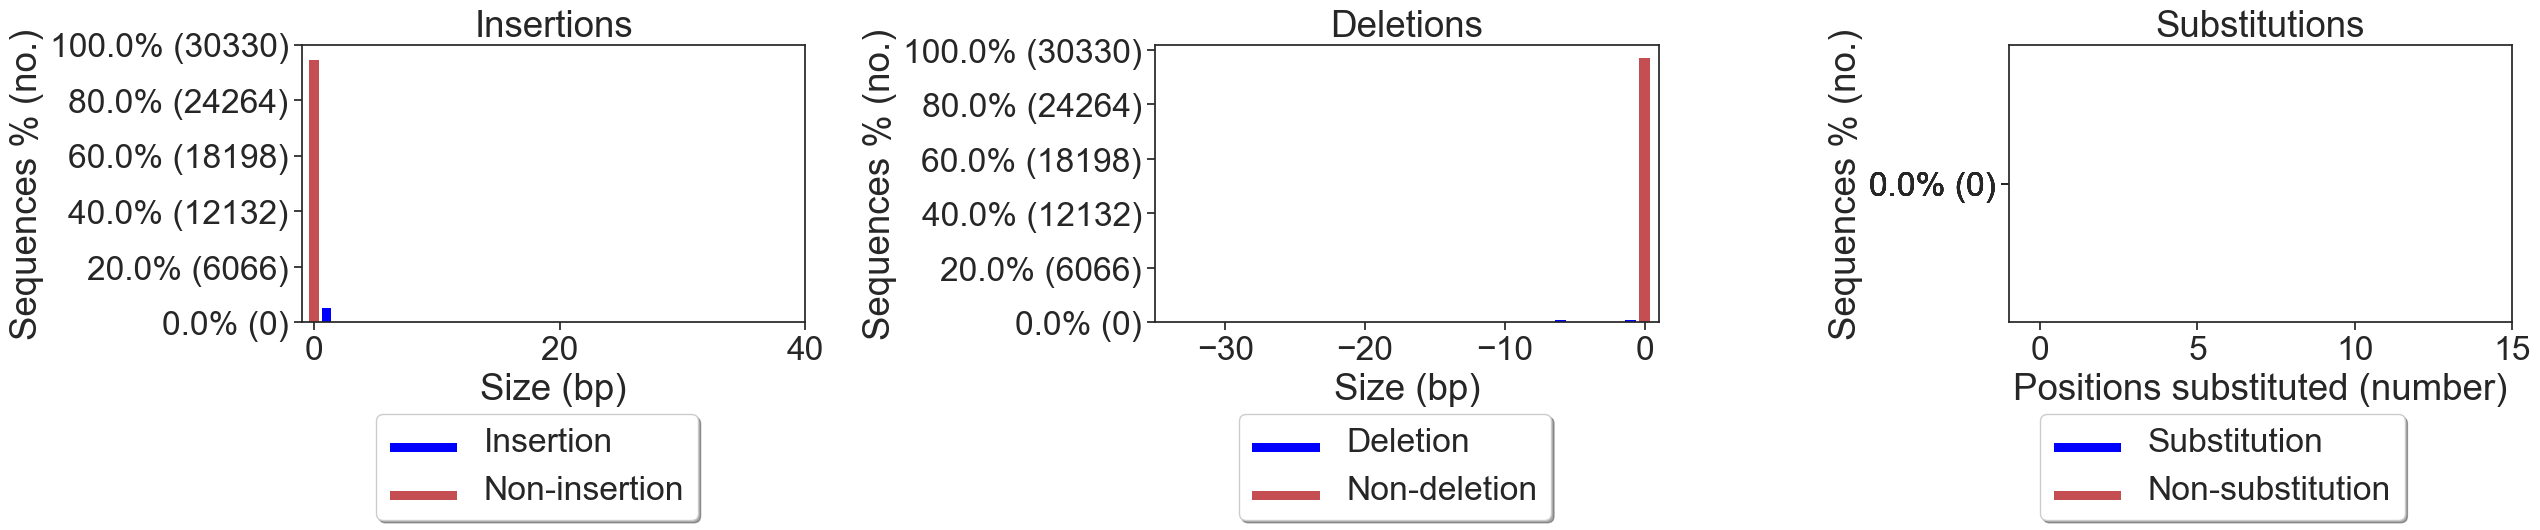 Insertions
Sequences % (no.)
100.0% (30330)
80.0% (24264)
60.0% (18198)
40.0% (12132)
20.0% (6066)
0.0% (0)
0
20
40
Size (bp)
Insertion
Non-insertion
Deletions
Sequences % (no.)
100.0% (30330)
80.0% (24264)
60.0% (18198)
40.0% (12132)
20.0% (6066)
0.0% (0)
−30
−20
−10
0
Size (bp)
Deletion
Non-deletion
Substitutions
Sequences % (no.)
0.0% (0)
0
5
10
15
Positions substituted (number)
Substitution
Non-substitution